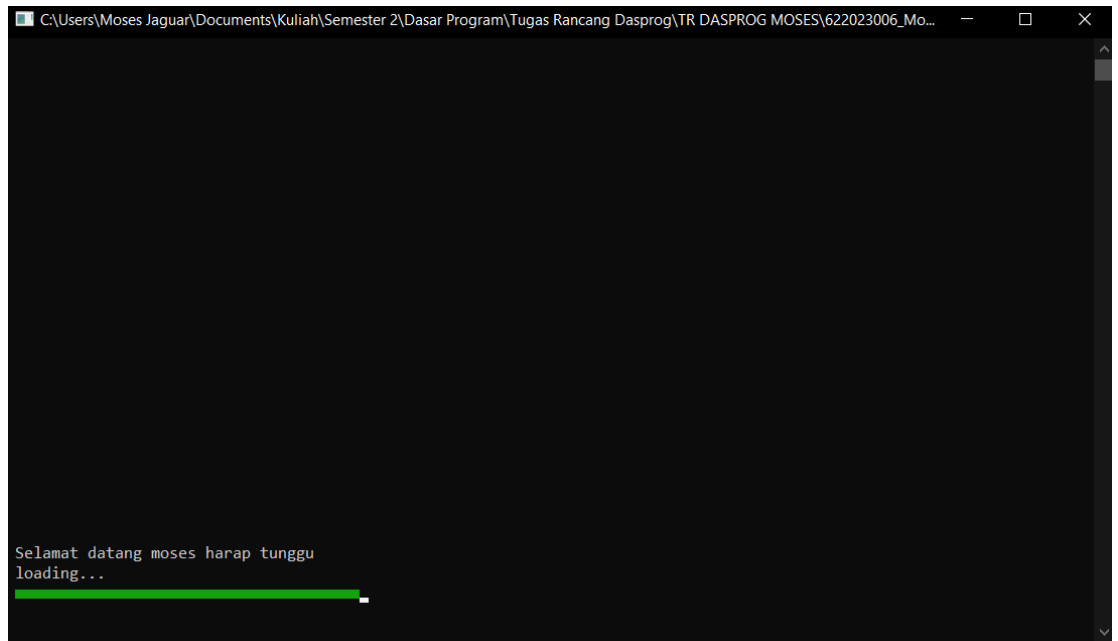 C:\Users\Moses Jaguar\Documents\Kuliah\Semester 2\Dasar Program\Tugas Rancang Dasprog\TR DASPROG MOSES\622023006_Mo...
Selamat datang moses harap tunggu
loading...